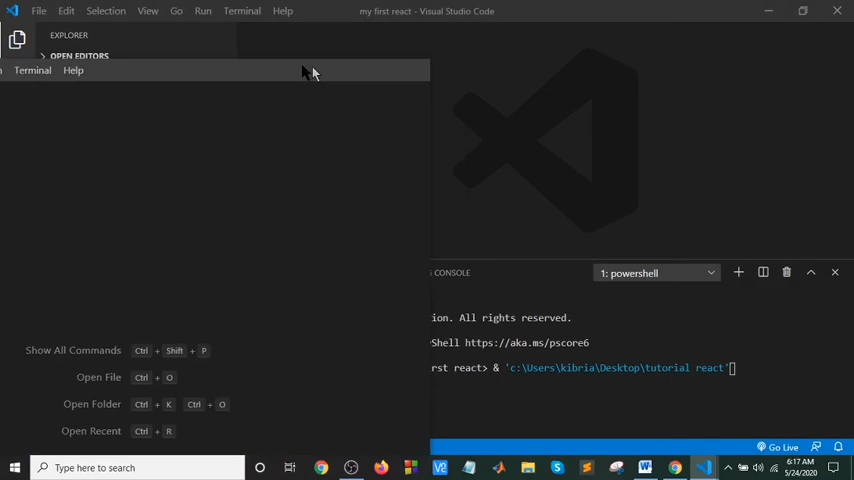 File Edit Selection View Go Run Terminal Help my first react - Visual Studio Code
EXPLORER
OPEN EDITORS
Terminal Help
CONSOLE 1: powershell
ion. All rights reserved.
Shell https://aka.ms/pscore6
rst react> & 'c:\Users\kibria\Desktop\tutorial react'
Show All Commands Ctrl + Shift + P
Open File Ctrl + O
Open Folder Ctrl + K Ctrl + O
Open Recent Ctrl + R
Go Live
Type here to search
6:17 AM
5/24/2020